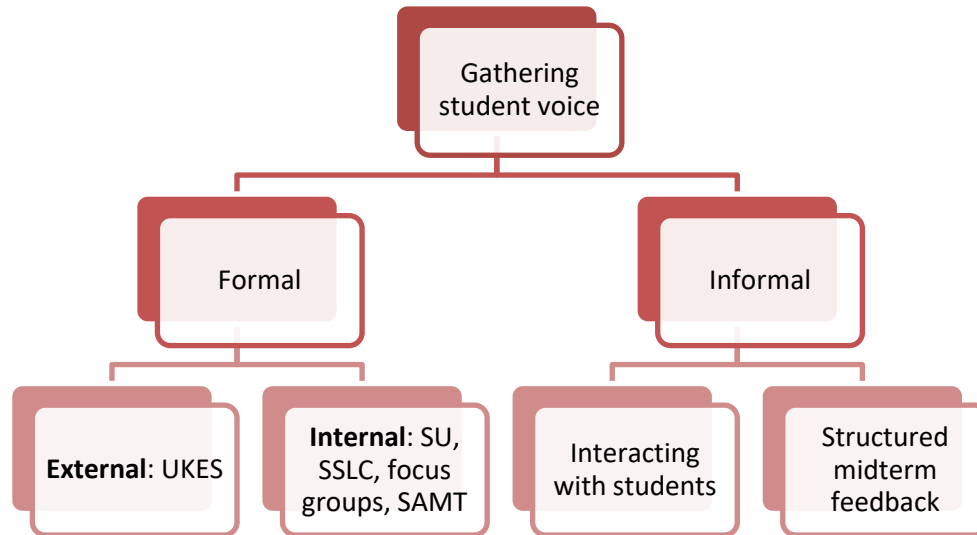 Gathering
student voice
Formal
Informal
External: UKES
Internal: SU,
SSLC, focus
groups, SAMT
Interacting
with students
Structured
midterm
feedback